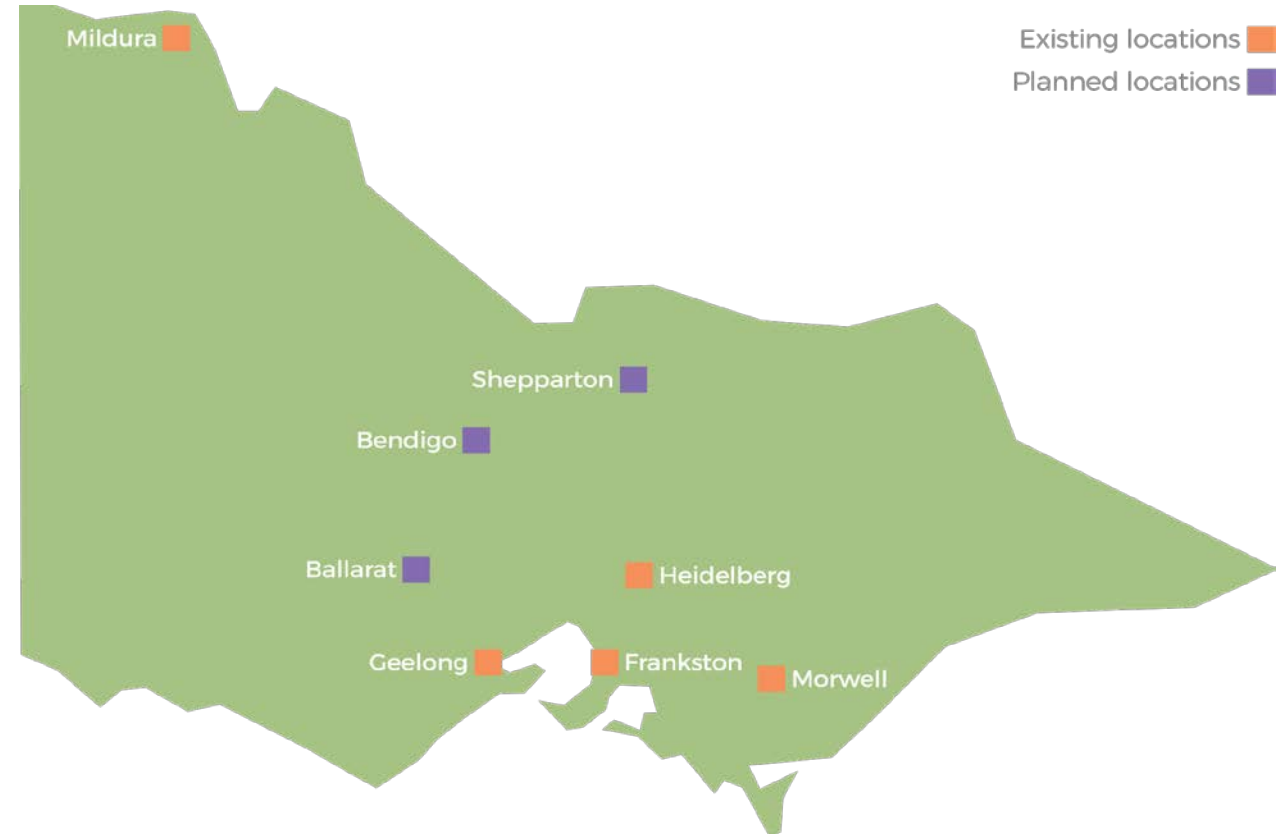 Mildura
Existing locations
Planned locations
Shepparton
Bendigo
Ballarat
Heidelberg
Geelong
Frankston
Morwell